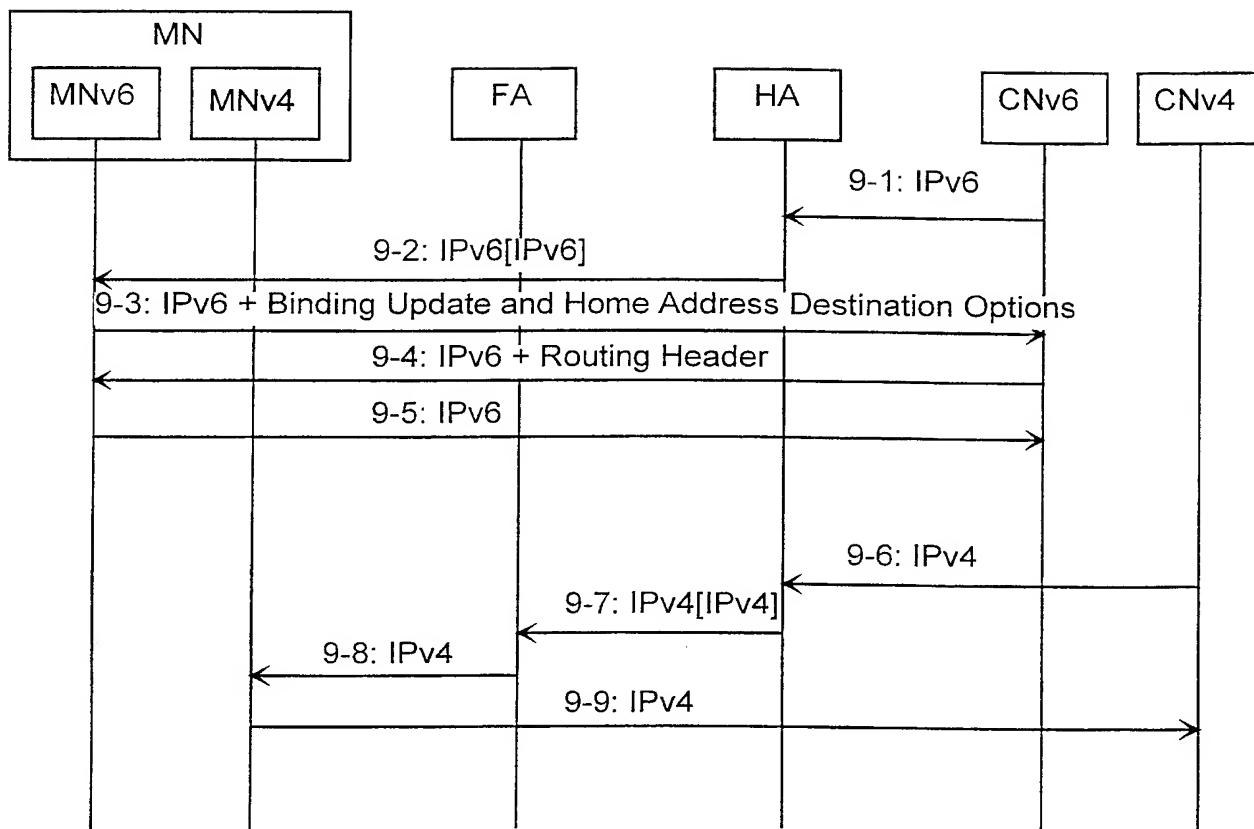 MN
MNv6
MNv4
FA
HA
CNv6
CNv4
9-1: IPv6
9-2: IPv6[IPv6]
9-3: IPv6 + Binding Update and Home Address Destination Options
9-4: IPv6 + Routing Header
9-5: IPv6
9-6: IPv4
9-7: IPv4[IPv4]
9-8: IPv4
9-9: IPv4